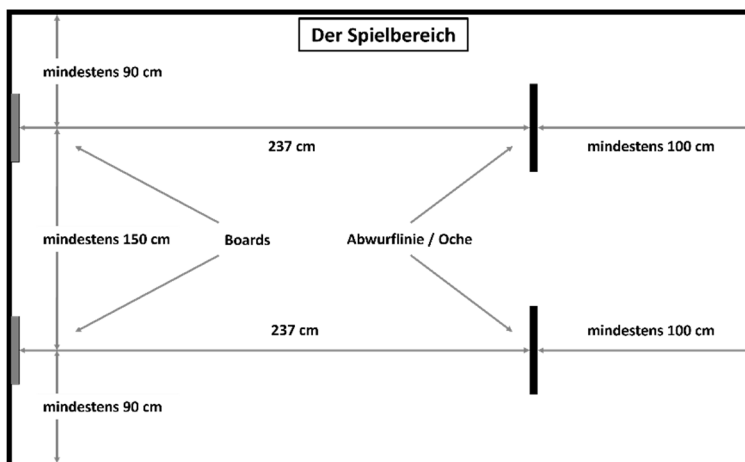 Der Spielbereich
mindestens 90 cm
237 cm
mindestens 100 cm
mindestens 150 cm
Boards
Abwurflinie / Oche
237 cm
mindestens 100 cm
mindestens 90 cm